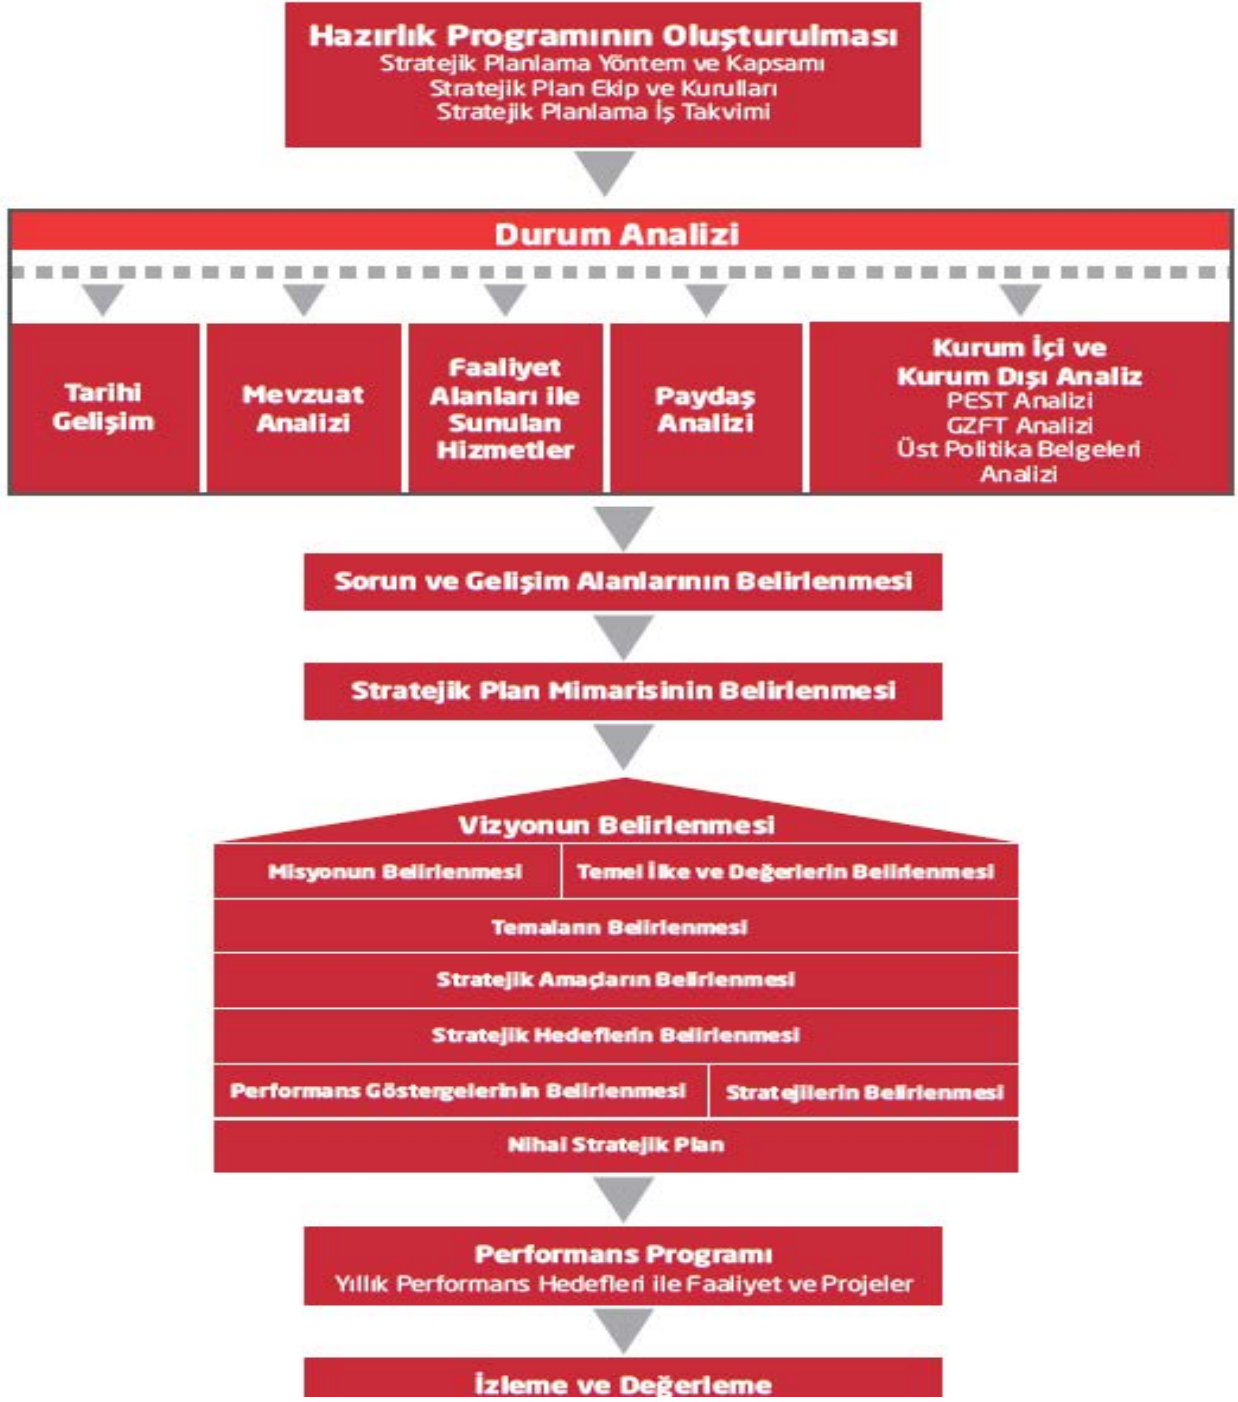 Hazırlık Programının Oluşturulması
Stratejik Planlama Yöntem ve Kapsamı
Stratejik Plan Ekip ve Kurulları
Stratejik Planlama İş Takvimi
Durum Analizi
Tarihi
Gelişim
Mevzuat
Analizi
Faaliyet
Alanları ile
Sunulan
Hizmetler
Paydaş
Analizi
Kurum İçi ve
Kurum Dışı Analiz
PEST Analizi
GZFT Analizi
Üst Politika Belgeleri
Analizi
Sorun ve Gelişim Alanlarının Belirlenmesi
Stratejik Plan Mimarisinin Belirlenmesi
Vizyonun Belirlenmesi
Misyonun Belirlenmesi
Temel İlke ve Değerlerin Belirlenmesi
Temaların Belirlenmesi
Stratejik Amaçların Belirlenmesi
Stratejik Hedeflerin Belirlenmesi
Performans Göstergelerinin Belirlenmesi
Stratejilerin Belirlenmesi
Nihai Stratejik Plan
Performans Programı
Yıllık Performans Hedefleri ile Faaliyet ve Projeler
İzleme ve Değerleme